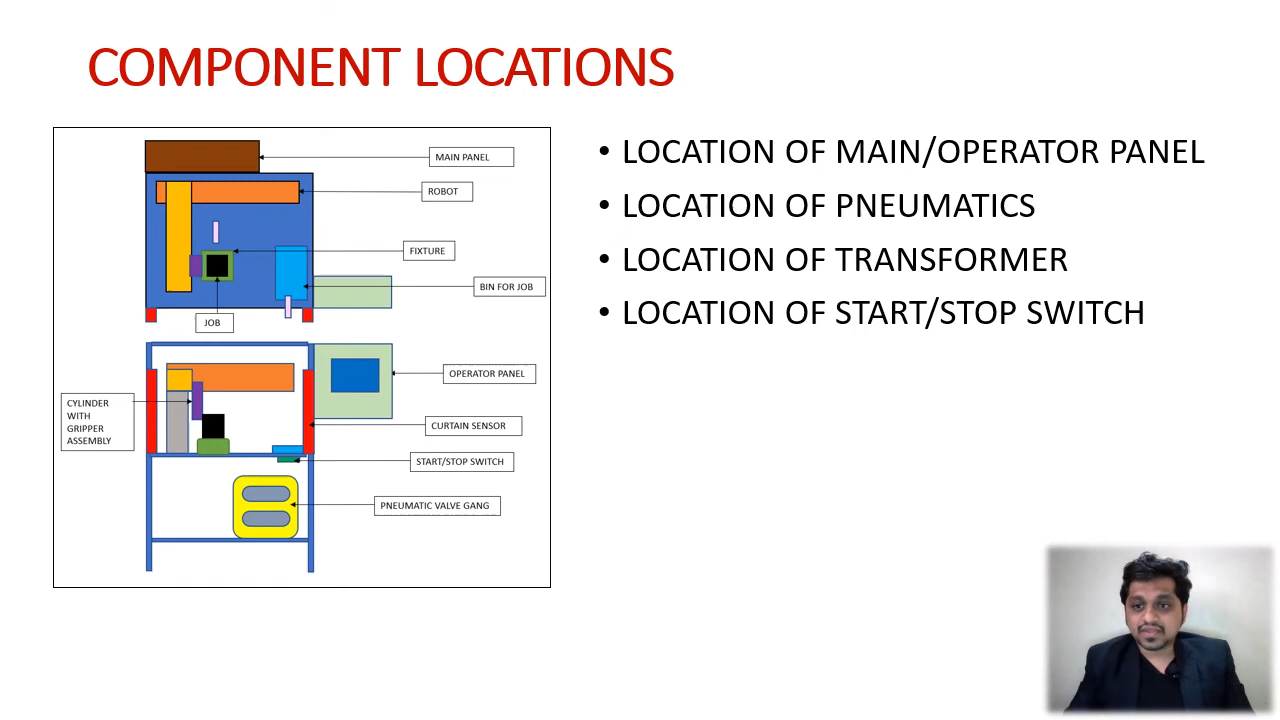 COMPONENT LOCATIONS
MAIN PANEL
ROBOT
FIXTURE
BIN FOR JOB
JOB
OPERATOR PANEL
CYLINDER
WITH
GRIPPER
ASSEMBLY
CURTAIN SENSOR
START/STOP SWITCH
PNEUMATIC VALVE GANG
• LOCATION OF MAIN/OPERATOR PANEL
• LOCATION OF PNEUMATICS
• LOCATION OF TRANSFORMER
• LOCATION OF START/STOP SWITCH